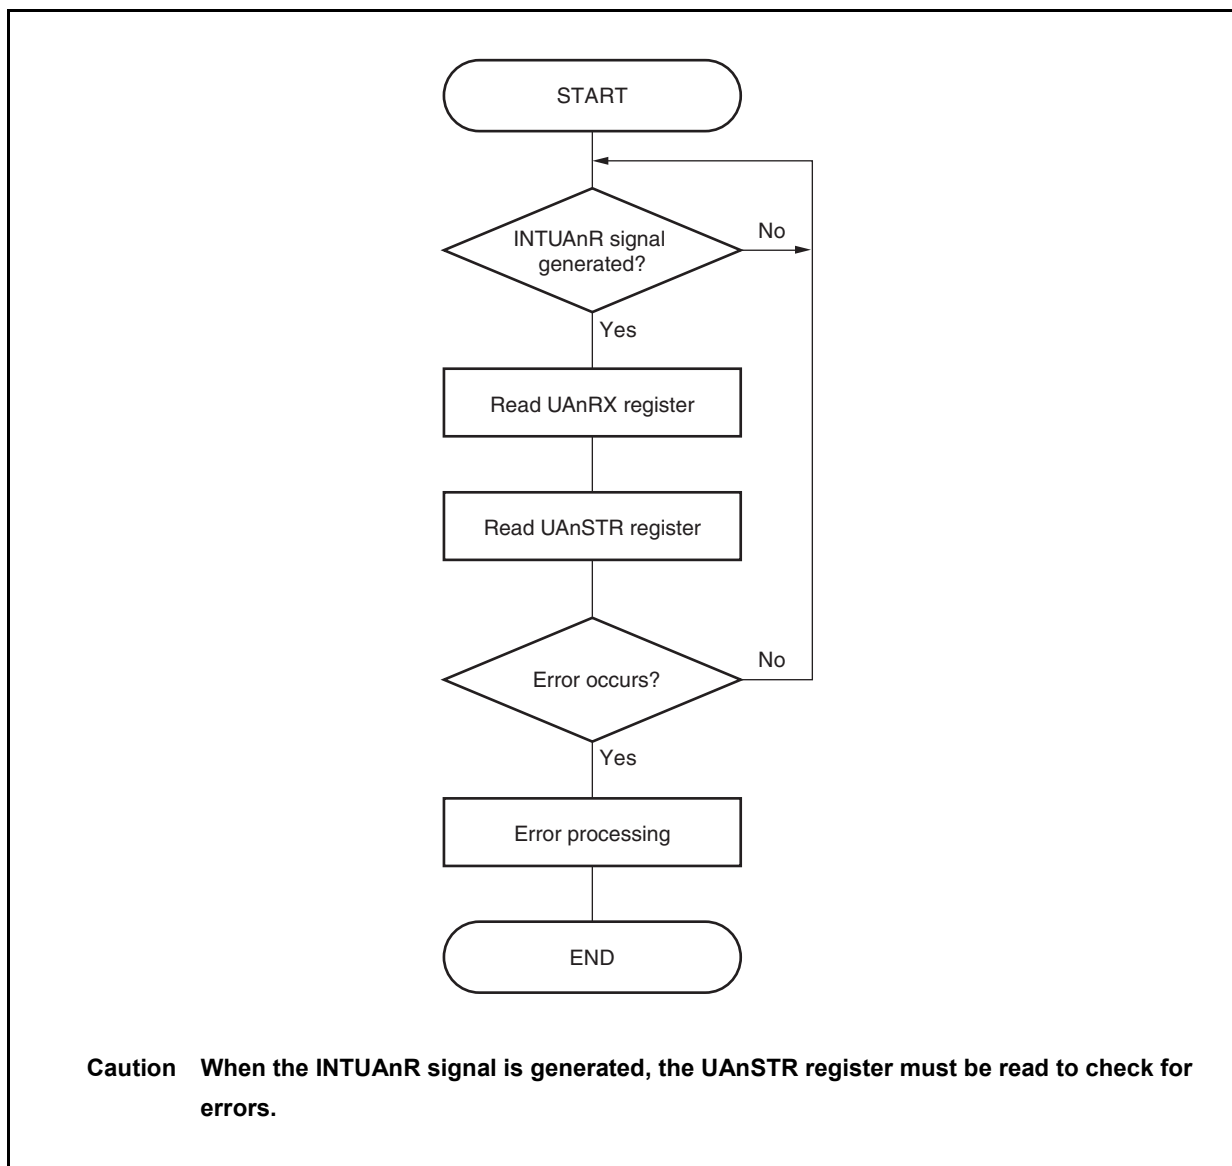 START
INTUAnR signal
generated?
No
Yes
Read UAnRX register
Read UAnSTR register
Error occurs?
No
Yes
Error processing
END
Caution When the INTUAnR signal is generated, the UAnSTR register must be read to check for
errors.